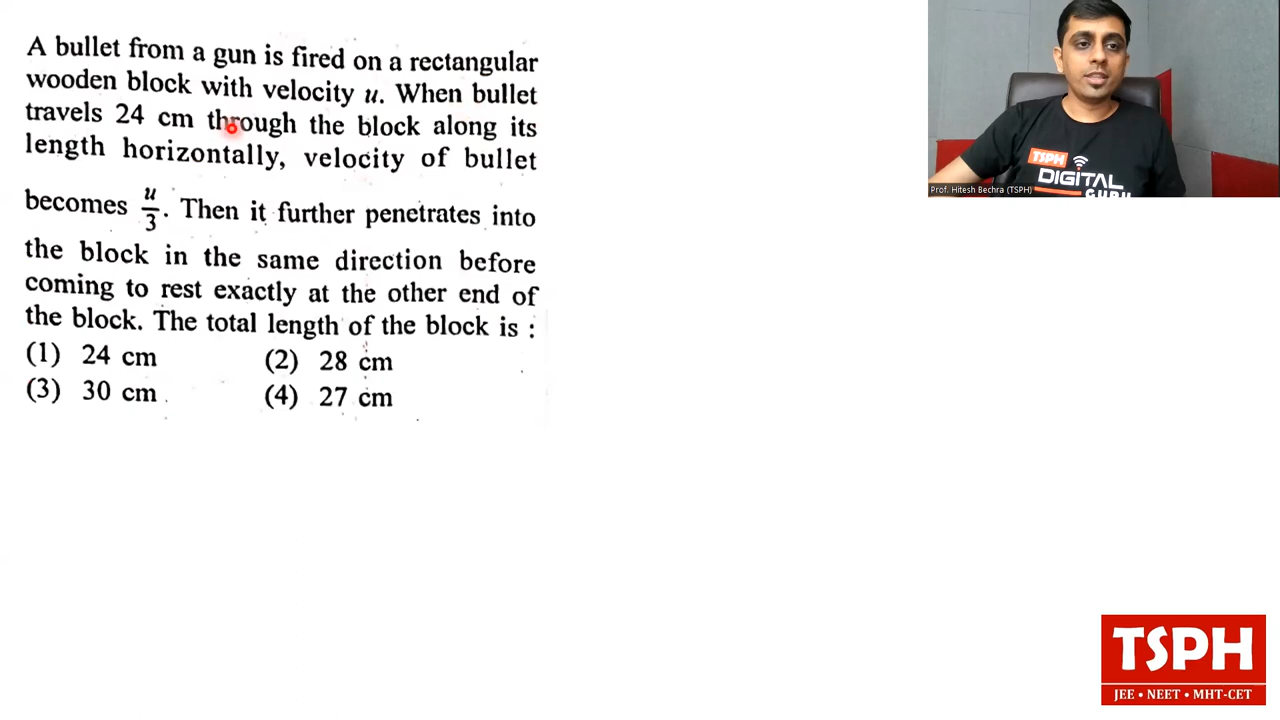 A bullet from a gun is fired on a rectangular
wooden block with velocity u. When bullet
travels 24 cm through the block along its
length horizontally, velocity of bullet
becomes u/3. Then it further penetrates into
the block in the same direction before
coming to rest exactly at the other end of
the block. The total length of the block is :
(1) 24 cm (2) 28 cm
(3) 30 cm (4) 27 cm
TSPH
DIGITAL
GURU
Prof. Hitesh Bechra (TSPH)
TSPH
JEE • NEET • MHT-CET